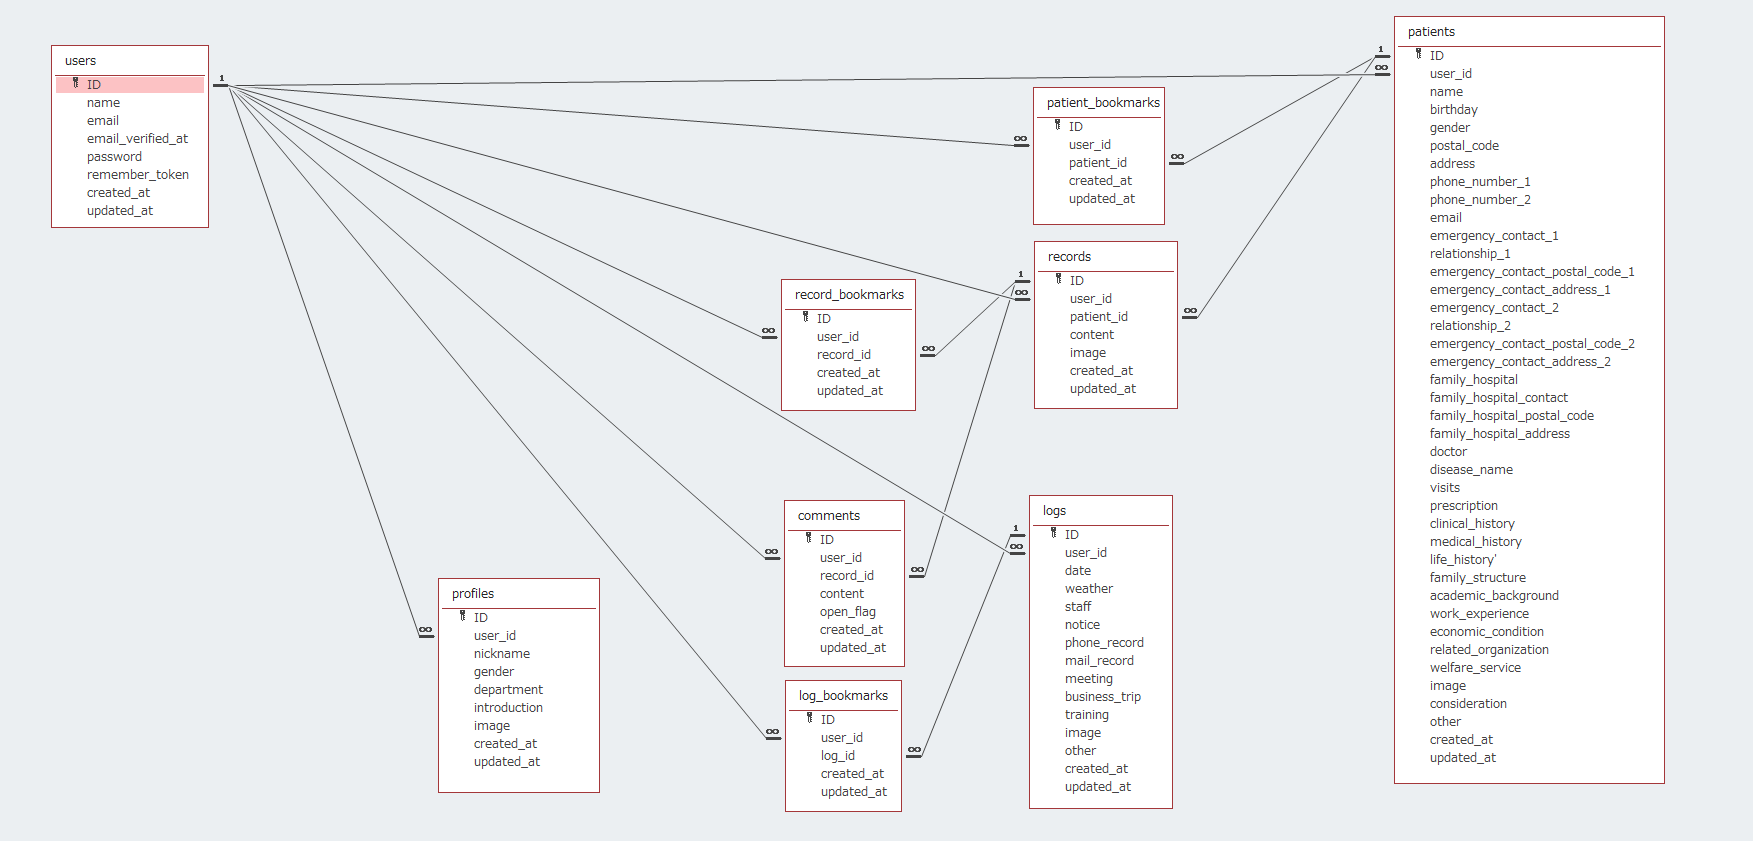 users
ID
name
email
email_verified_at
password
remember_token
created_at
updated_at
1
profiles
ID
user_id
nickname
gender
department
introduction
image
created_at
updated_at
∞
record_bookmarks
ID
user_id
record_id
created_at
updated_at
∞
∞
comments
ID
user_id
record_id
content
open_flag
created_at
updated_at
∞
∞
log_bookmarks
ID
user_id
log_id
created_at
updated_at
∞
∞
patient_bookmarks
ID
user_id
patient_id
created_at
updated_at
∞
∞
records
ID
user_id
patient_id
content
image
created_at
updated_at
1
∞
∞
logs
ID
user_id
date
weather
staff
notice
phone_record
mail_record
meeting
business_trip
training
image
other
created_at
updated_at
1
∞
patients
ID
user_id
name
birthday
gender
postal_code
address
phone_number_1
phone_number_2
email
emergency_contact_1
relationship_1
emergency_contact_postal_code_1
emergency_contact_address_1
emergency_contact_2
relationship_2
emergency_contact_postal_code_2
emergency_contact_address_2
family_hospital
family_hospital_contact
family_hospital_postal_code
family_hospital_address
doctor
disease_name
visits
prescription
clinical_history
medical_history
life_history'
family_structure
academic_background
work_experience
economic_condition
related_organization
welfare_service
image
consideration
other
created_at
updated_at
1
∞